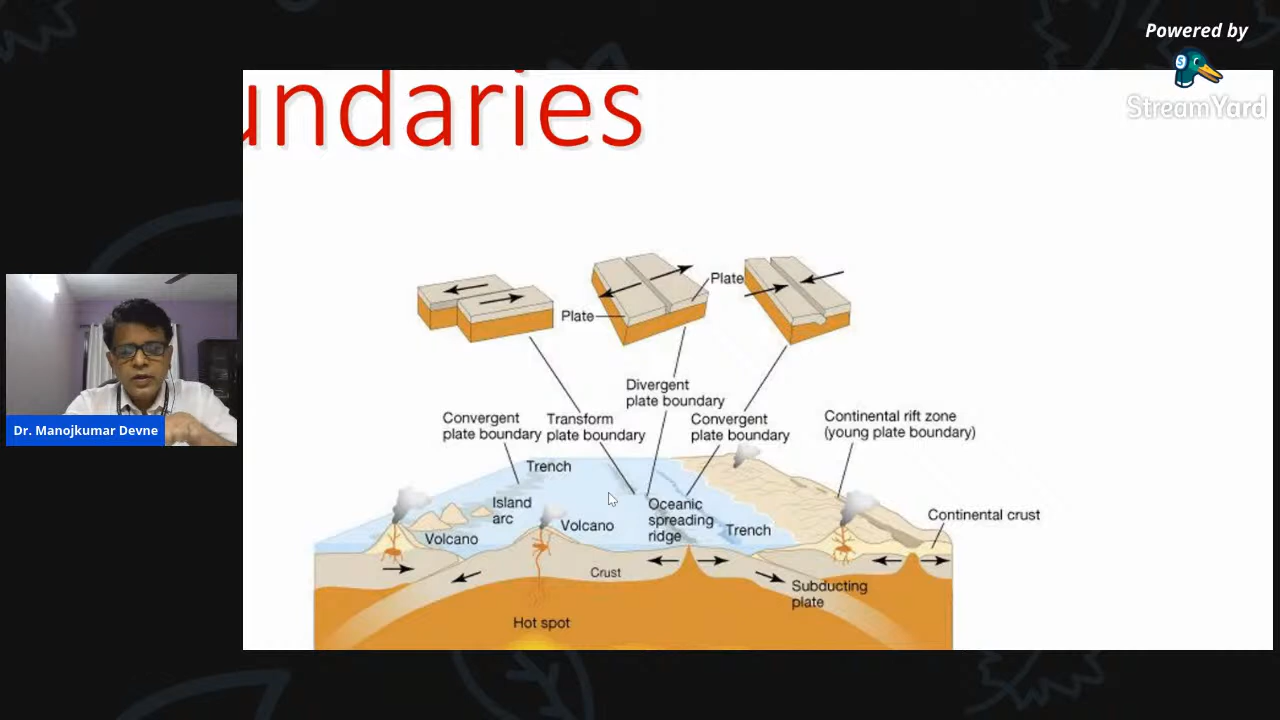 Powered by
StreamYard
undaries
Plate
Plate
Divergent
plate boundary
Convergent
plate boundary
Transform
plate boundary
Convergent
plate boundary
Continental rift zone
(young plate boundary)
Trench
Island
arc
Volcano
Volcano
Oceanic
spreading
ridge
Trench
Continental crust
Crust
Subducting
plate
Hot spot
Dr. Manojkumar Devne